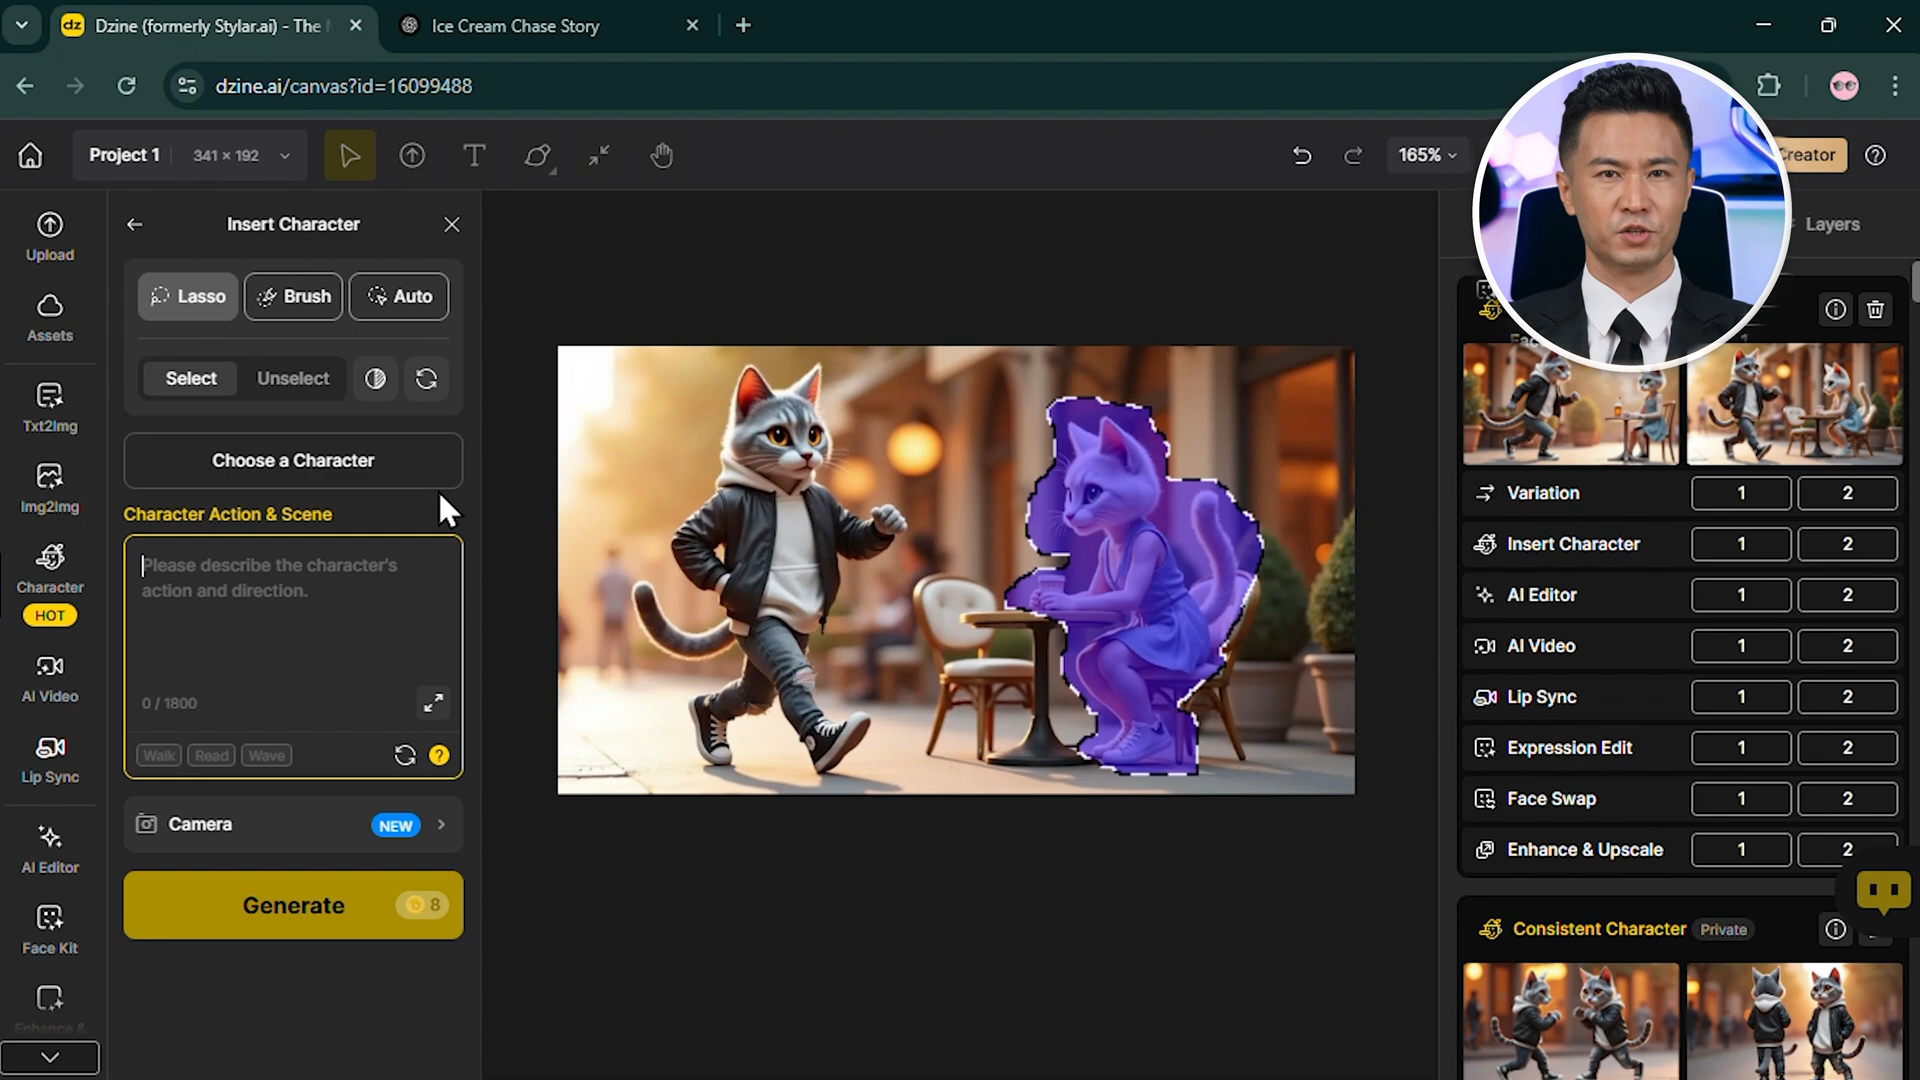 Dzine (formerly Stylar.ai) - The
Ice Cream Chase Story
dzine.ai/canvas?id=16099488
Project 1
341 × 192
165%
Creator
Upload
Assets
Txt2Img
Img2Img
Character
HOT
AI Video
Lip Sync
AI Editor
Face Kit
Enhance &
Insert Character
Lasso
Brush
Auto
Select
Unselect
Choose a Character
Character Action & Scene
Please describe the character's
action and direction.
0 / 1800
Walk
Read
Wave
Camera
NEW
Generate
8
Layers
Variation
1
2
Insert Character
1
2
AI Editor
1
2
AI Video
1
2
Lip Sync
1
2
Expression Edit
1
2
Face Swap
1
2
Enhance & Upscale
1
2
Consistent Character
Private